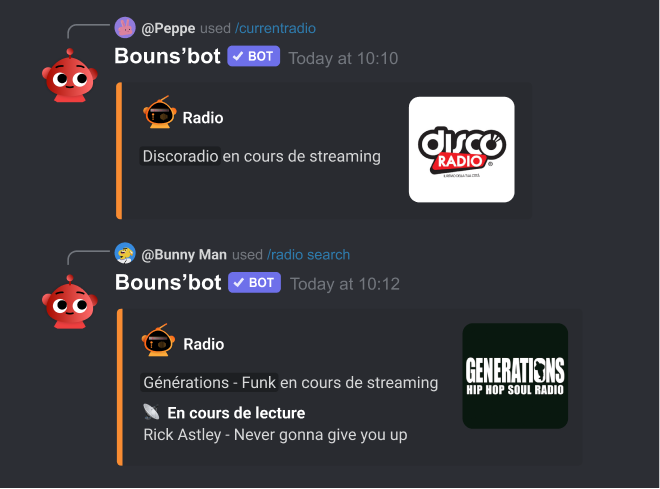 @Peppe used /currentradio
Bouns’bot ✓ BOT Today at 10:10
Radio
Discoradio en cours de streaming
disco
RADIO
@Bunny Man used /radio search
Bouns’bot ✓ BOT Today at 10:12
Radio
Générations - Funk en cours de streaming
En cours de lecture
Rick Astley - Never gonna give you up
GENERATIONS
HIP HOP SOUL RADIO